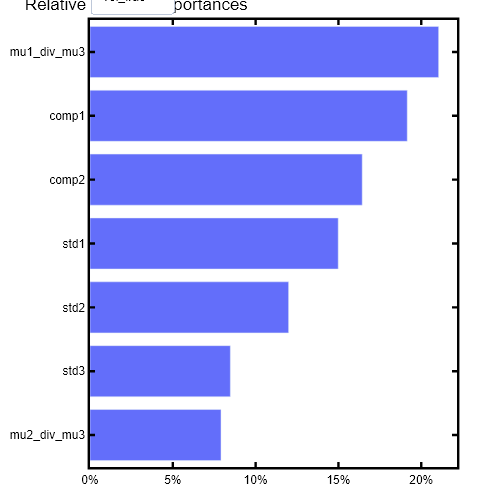 Relative portances
mu1_div_mu3
comp1
comp2
std1
std2
std3
mu2_div_mu3
0% 5% 10% 15% 20%